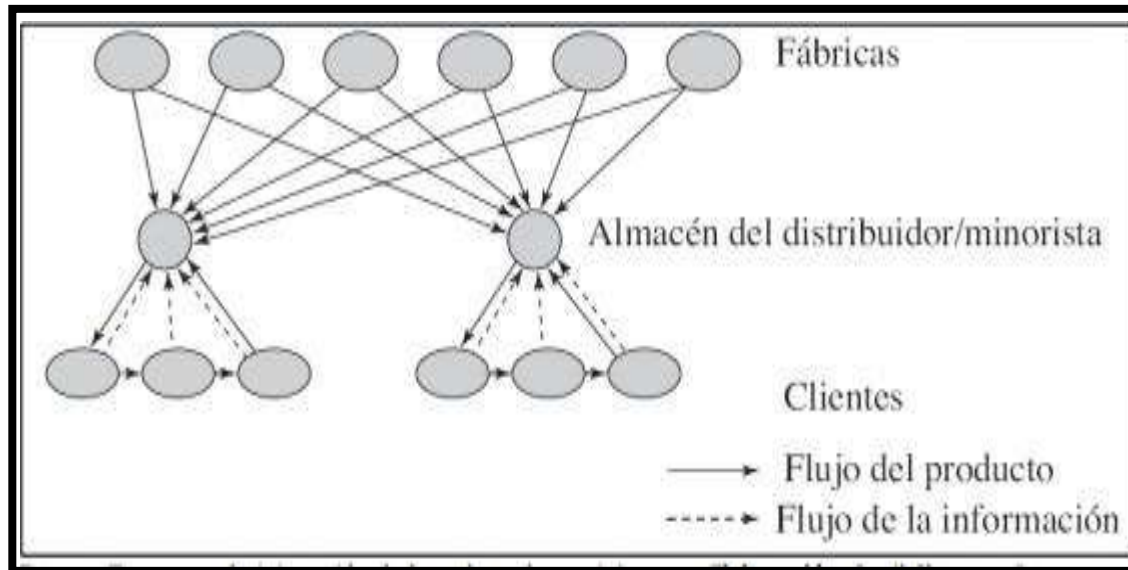 Fábricas
Almacén del distribuidor/minorista
Clientes
Flujo del producto
Flujo de la información